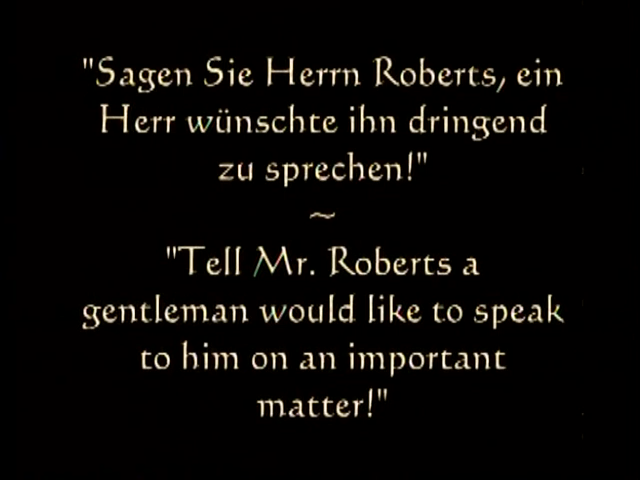 "Sagen Sie Herrn Roberts, ein
Herr wünschte ihn dringend
zu sprechen!"
~
"Tell Mr. Roberts a
gentleman would like to speak
to him on an important
matter!"